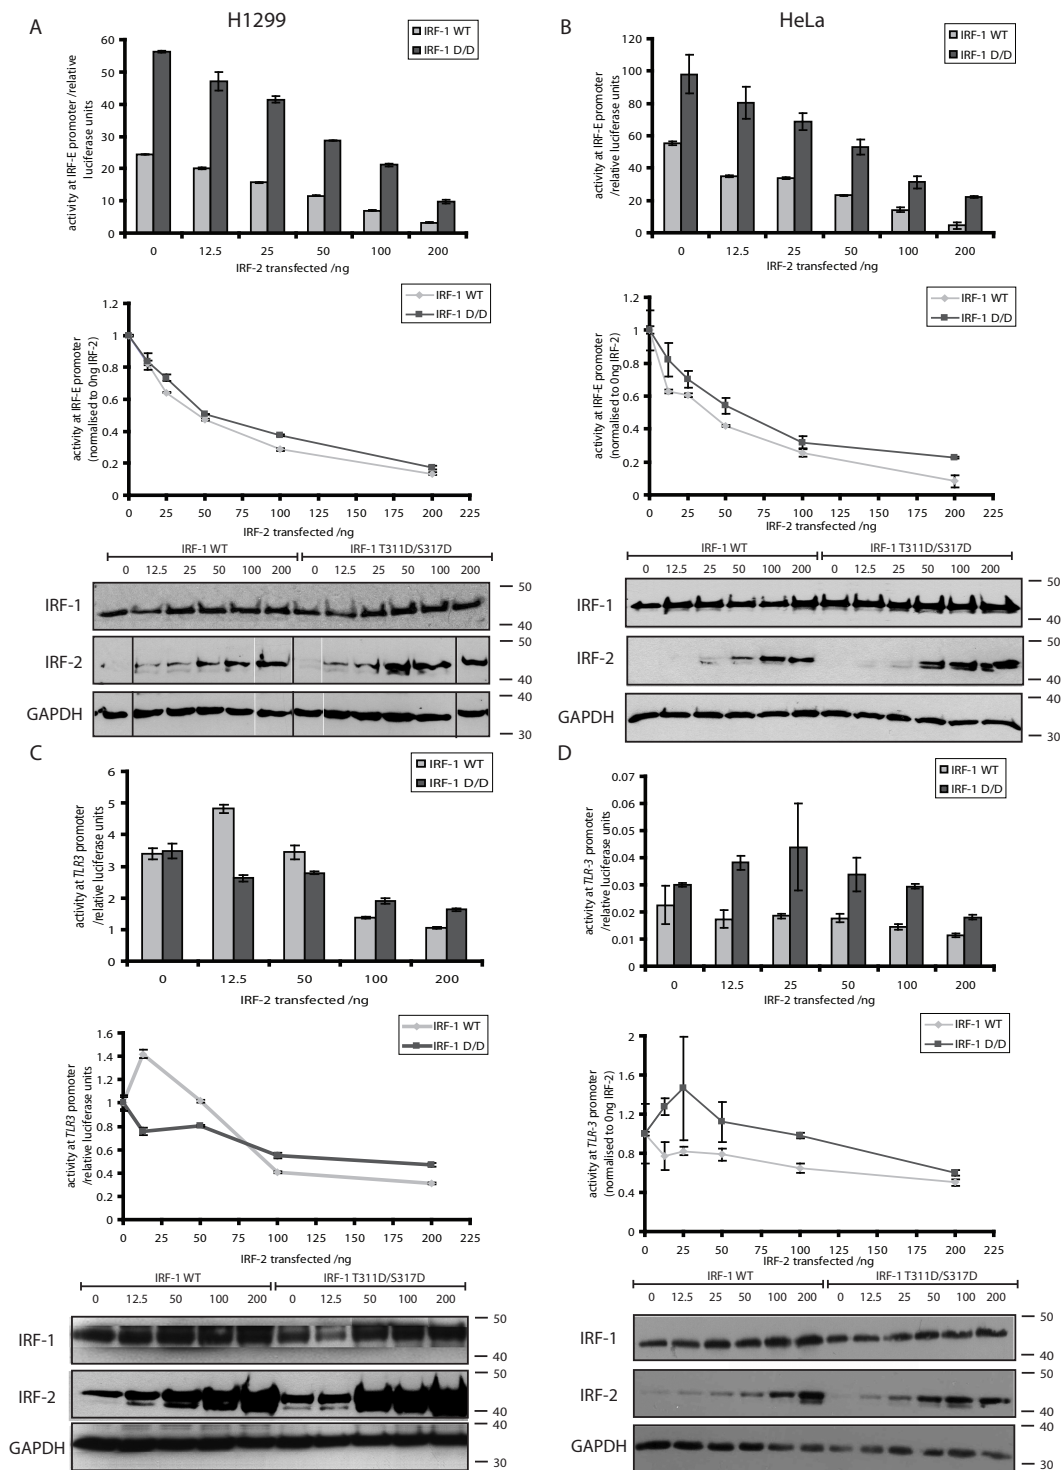 H1299
HeLa
A
activity at IRF-E promoter /relative
luciferase units
60
50
40
30
20
10
0
IRF-1 WT
IRF-1 D/D
0 12.5 25 50 100 200
IRF-2 transfected /ng
activity at IRF-E promoter
(normalised to 0ng IRF-2)
1.2
1
0.8
0.6
0.4
0.2
0
IRF-1 WT
IRF-1 D/D
0 25 50 75 100 125 150 175 200 225
IRF-2 transfected /ng
IRF-1 WT IRF-1 T311D/S317D
0 12.5 25 50 100 200 0 12.5 25 50 100 200
IRF-1
50
40
IRF-2
50
40
GAPDH
40
30
B
activity at IRF-E promoter
/relative luciferase units
120
100
80
60
40
20
0
IRF-1 WT
IRF-1 D/D
0 12.5 25 50 100 200
IRF-2 transfected /ng
activity at IRF-E promoter
(normalised to 0ng IRF-2)
1.2
1
0.8
0.6
0.4
0.2
0
IRF-1 WT
IRF-1 D/D
0 25 50 75 100 125 150 175 200 225
IRF-2 transfected /ng
IRF-1 WT IRF-1 T311D/S317D
0 12.5 25 50 100 200 0 12.5 25 50 100 200
IRF-1
50
40
IRF-2
50
40
GAPDH
40
30
C
activity at TLR3 promoter
/relative luciferase units
6
5
4
3
2
1
0
IRF-1 WT
IRF-1 D/D
0 12.5 50 100 200
IRF-2 transfected /ng
activity at TLR3 promoter
/relative luciferase units
1.6
1.4
1.2
1
0.8
0.6
0.4
0.2
0
IRF-1 WT
IRF-1 D/D
0 25 50 75 100 125 150 175 200 225
IRF-2 transfected /ng
IRF-1 WT IRF-1 T311D/S317D
0 12.5 50 100 200 0 12.5 50 100 200
IRF-1
50
40
IRF-2
50
40
GAPDH
40
30
D
activity at TLR-3 promoter
/relative luciferase units
0.07
0.06
0.05
0.04
0.03
0.02
0.01
0
IRF-1 WT
IRF-1 D/D
0 12.5 25 50 100 200
IRF-2 transfected /ng
activity at TLR-3 promoter
(normalised to 0ng IRF-2)
2
1.6
1.2
0.8
0.4
0
IRF-1 WT
IRF-1 D/D
0 25 50 75 100 125 150 175 200 225
IRF-2 transfected /ng
IRF-1 WT IRF-1 T311D/S317D
0 12.5 25 50 100 200 0 12.5 25 50 100 200
IRF-1
50
40
IRF-2
50
40
GAPDH
40
30